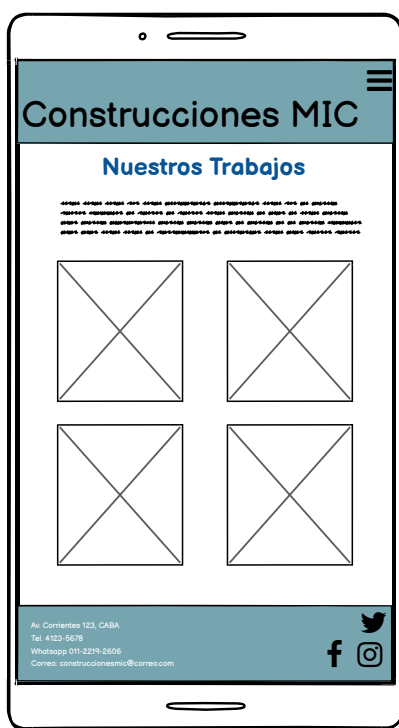 Construcciones MIC
Nuestros Trabajos
Av. Corrientes 123, CABA
Tel. 4123-5678
Whatsapp 011-2219-2606
Correo: construccionesmic@correo.com